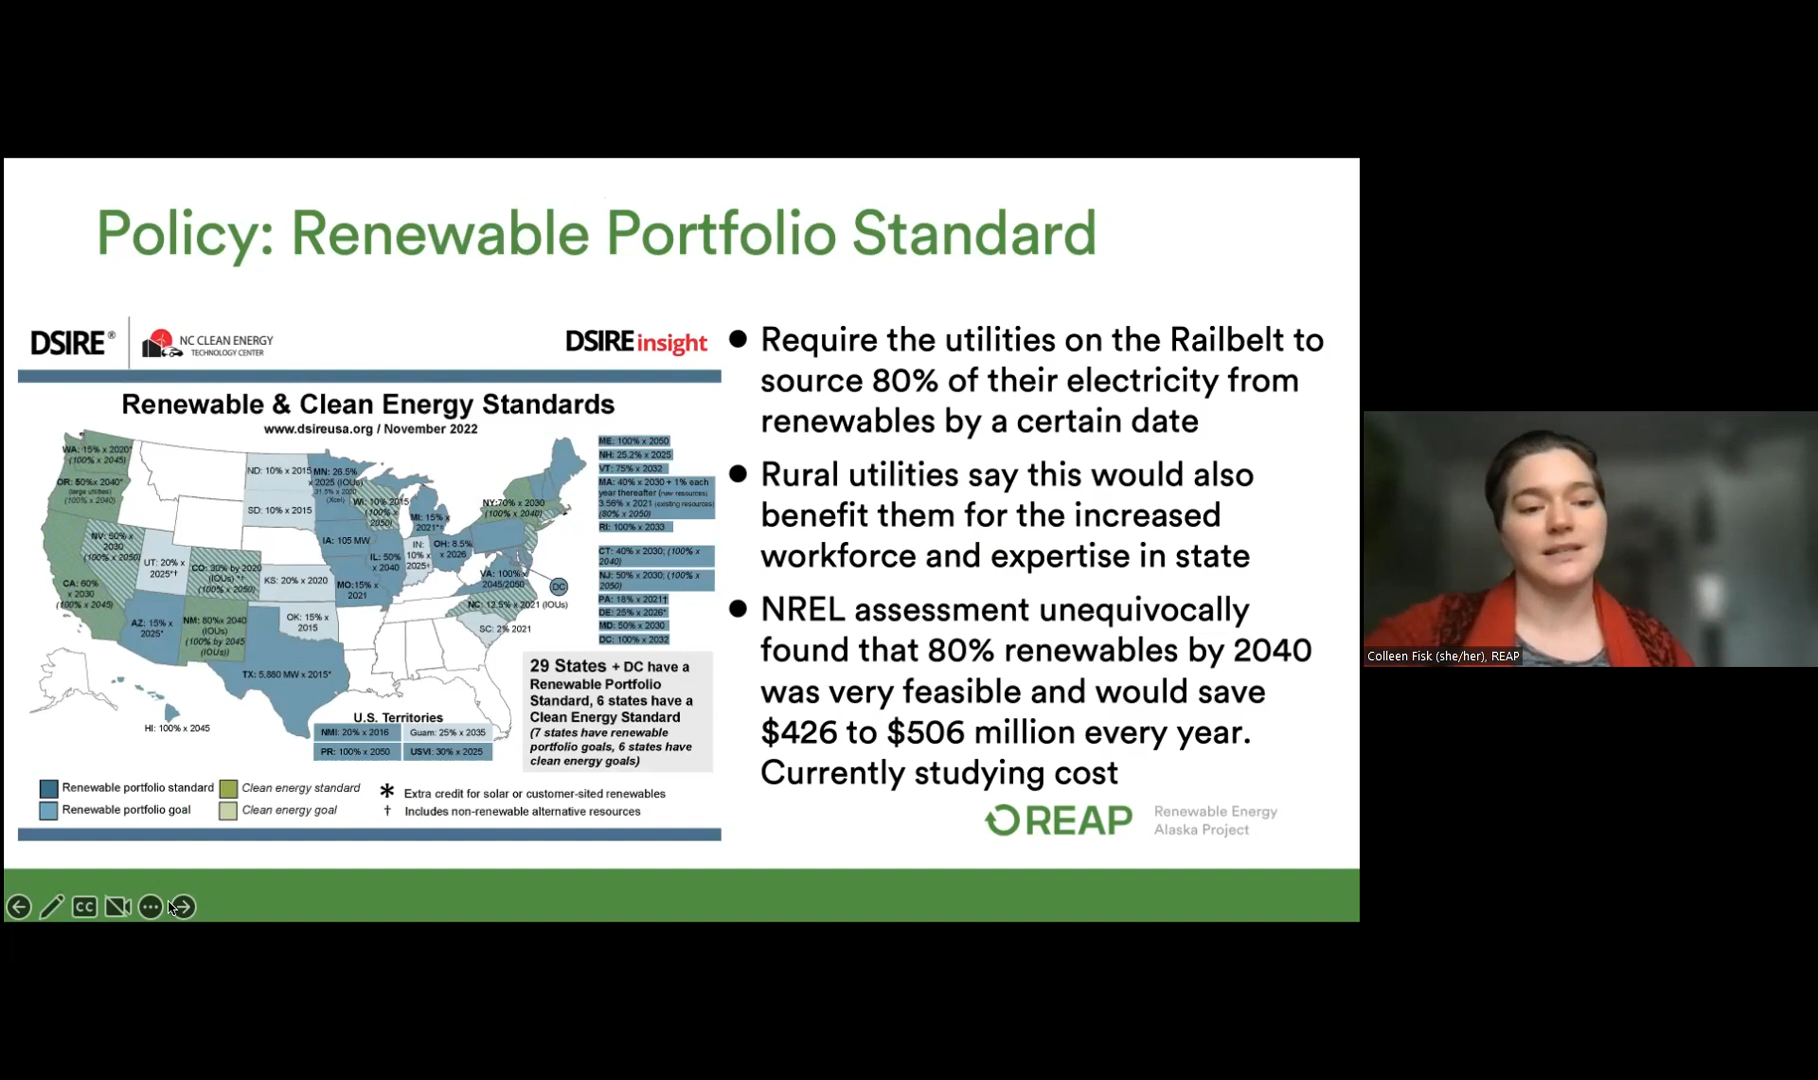 Policy: Renewable Portfolio Standard
DSIRE®
NC CLEAN ENERGY
TECHNOLOGY CENTER
DSIRE insight
Renewable & Clean Energy Standards
www.dsireusa.org / November 2022
WA: 15% x 2020*
(100% x 2045)
OR: 50%x 2040*
(large utilities)
(100% x 2040)
NV: 50% x
2030
(100% x 2050)
CA: 60%
x 2030
(100% x 2045)
UT: 20% x
2025*†
AZ: 15% x
2025*
CO: 30% by 2020
(IOUs) *†
(100% x 2050)
NM: 80%x 2040
(IOUs)
(100% by 2045
(IOUs))
ND: 10% x 2015
SD: 10% x 2015
KS: 20% x 2020
OK: 15% x
2015
TX: 5,880 MW x 2015*
MN: 26.5%
x 2025 (IOUs)
31.5% x 2020
(Xcel)
WI: 10% 2015
(100% x
2050)
IA: 105 MW
IL: 50%
x 2040
MO:15% x
2021
MI: 15% x
2021*†
IN:
10% x
2025†
OH: 8.5%
x 2026
NY:70% x 2030
(100% x 2040)
VA: 100%
2045/2050
DC
NC: 12.5% x 2021 (IOUs)
SC: 2% 2021
HI: 100% x 2045
ME: 100% x 2050
NH: 25.2% x 2025
VT: 75% x 2032
MA: 40% x 2030 + 1% each
year thereafter (new resources)
3.56% x 2021 (existing resources)
(80% x 2050)
RI: 100% x 2033
CT: 40% x 2030; (100% x
2040)
NJ: 50% x 2030; (100% x
2050)
PA: 18% x 2021†
DE: 25% x 2026*
MD: 50% x 2030
DC: 100% x 2032
29 States + DC have a
Renewable Portfolio
Standard, 6 states have a
Clean Energy Standard
(7 states have renewable
portfolio goals, 6 states have
clean energy goals)
U.S. Territories
NMI: 20% x 2016
Guam: 25% x 2035
PR: 100% x 2050
USVI: 30% x 2025
Renewable portfolio standard
Clean energy standard
* Extra credit for solar or customer-sited renewables
Renewable portfolio goal
Clean energy goal
† Includes non-renewable alternative resources
● Require the utilities on the Railbelt to
source 80% of their electricity from
renewables by a certain date
● Rural utilities say this would also
benefit them for the increased
workforce and expertise in state
● NREL assessment unequivocally
found that 80% renewables by 2040
was very feasible and would save
$426 to $506 million every year.
Currently studying cost
REAP
Renewable Energy
Alaska Project
CC
Colleen Fisk (she/her), REAP